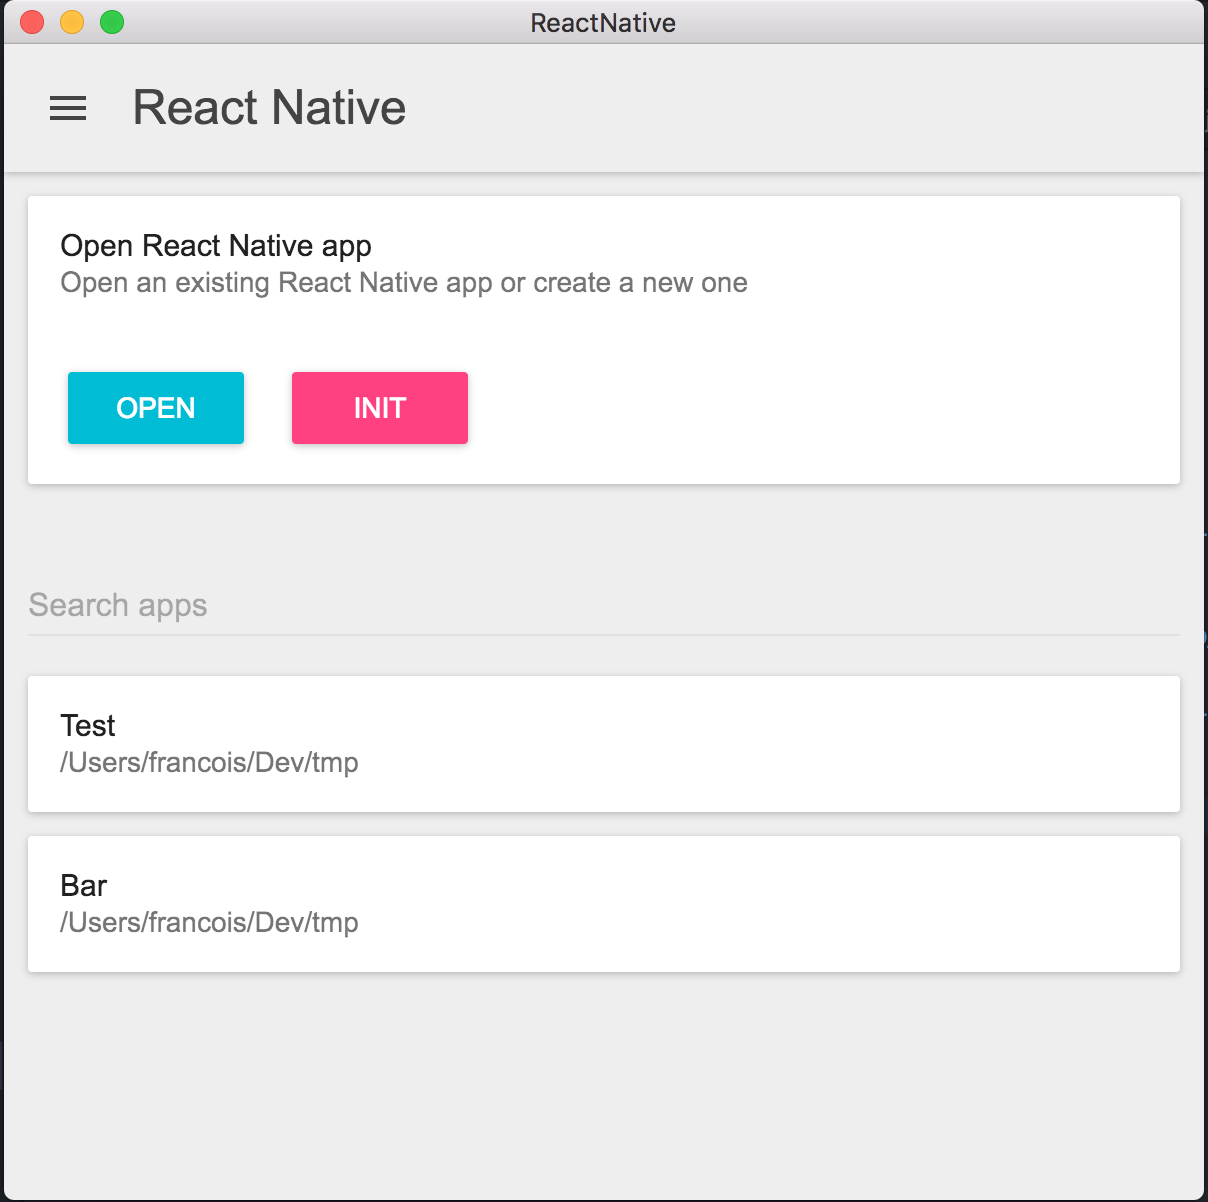 ReactNative
React Native
Open React Native app
Open an existing React Native app or create a new one
OPEN
INIT
Search apps
Test
/Users/francois/Dev/tmp
Bar
/Users/francois/Dev/tmp